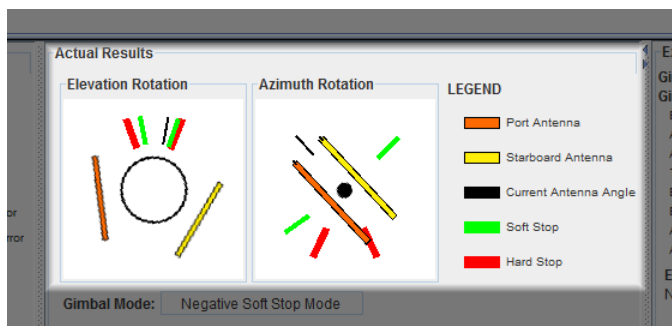 Actual Results
Elevation Rotation
Azimuth Rotation
LEGEND
Port Antenna
Starboard Antenna
Current Antenna Angle
Soft Stop
Hard Stop
Gimbal Mode: Negative Soft Stop Mode